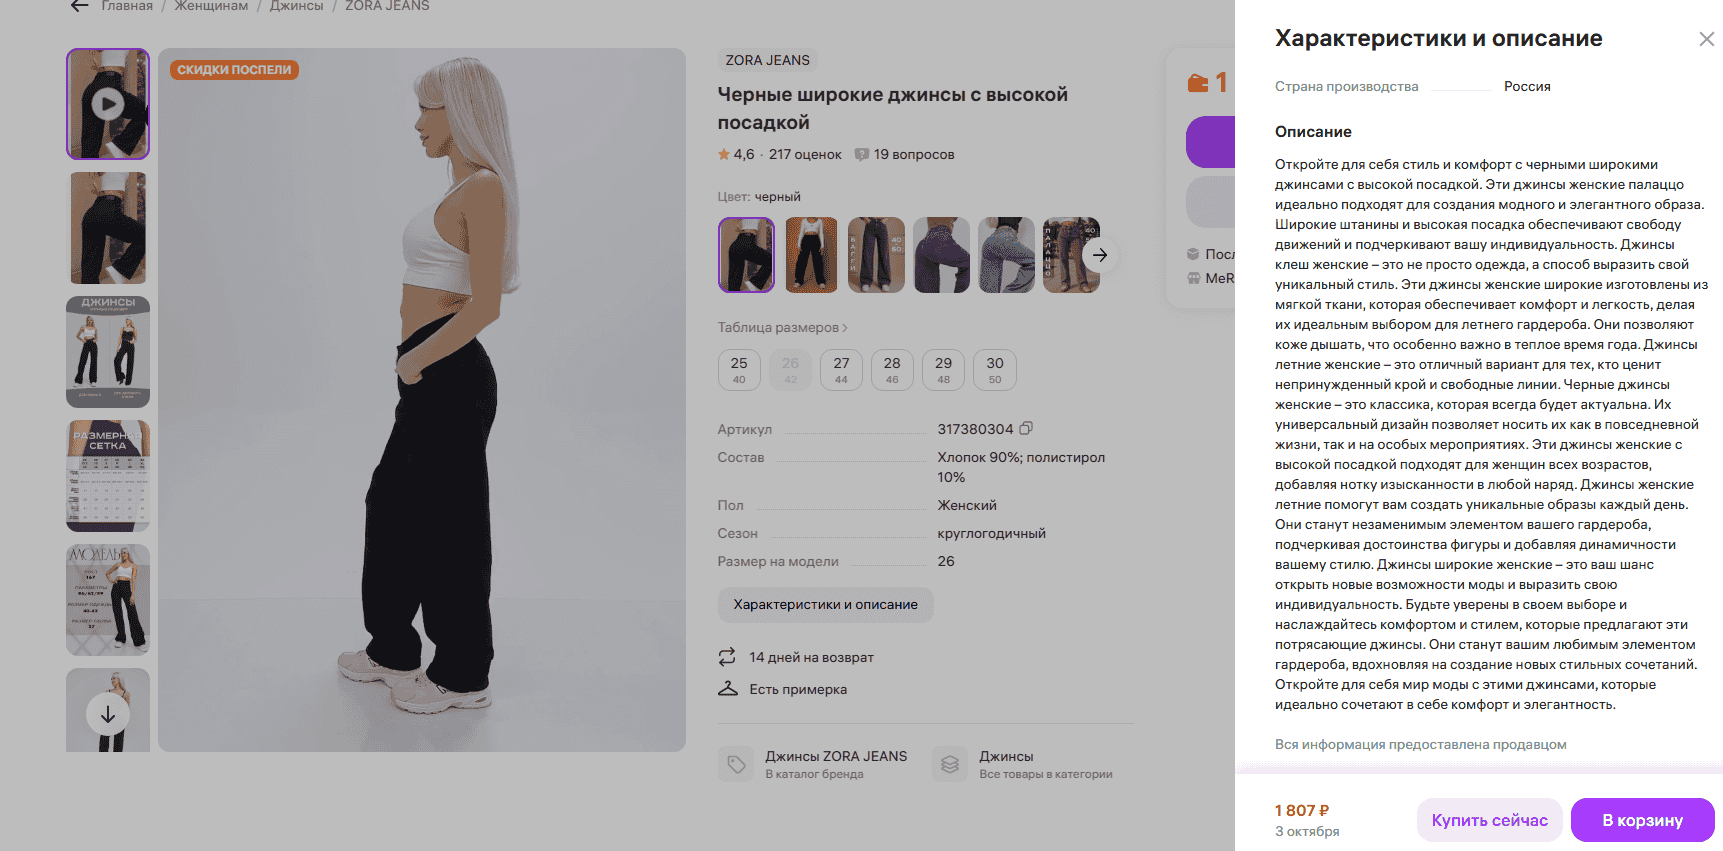 Главная / Женщинам / Джинсы / ZORA JEANS
СКИДКИ ПОСПЕЛИ
ДЖИНСЫ
РАЗМЕРНАЯ
СЕТКА
167
ZORA JEANS
Черные широкие джинсы с высокой
посадкой
4,6 · 217 оценок 19 вопросов
Цвет: черный
Таблица размеров
25 26 27 28 29 30
40 42 44 46 48 50
Артикул 317380304
Состав Хлопок 90%; полистирол
10%
Пол Женский
Сезон круглогодичный
Размер на модели 26
Характеристики и описание
14 дней на возврат
Есть примерка
Джинсы ZORA JEANS
В каталог бренда
Джинсы
Все товары в категории
1
Посл
MeR
Характеристики и описание
Страна производства Россия
Описание
Откройте для себя стиль и комфорт с черными широкими
джинсами с высокой посадкой. Эти джинсы женские палаццо
идеально подходят для создания модного и элегантного образа.
Широкие штанины и высокая посадка обеспечивают свободу
движений и подчеркивают вашу индивидуальность. Джинсы
клеш женские – это не просто одежда, а способ выразить свой
уникальный стиль. Эти джинсы женские широкие изготовлены из
мягкой ткани, которая обеспечивает комфорт и легкость, делая
их идеальным выбором для летнего гардероба. Они позволяют
коже дышать, что особенно важно в теплое время года. Джинсы
летние женские – это отличный вариант для тех, кто ценит
непринужденный крой и свободные линии. Черные джинсы
женские – это классика, которая всегда будет актуальна. Их
универсальный дизайн позволяет носить их как в повседневной
жизни, так и на особых мероприятиях. Эти джинсы женские с
высокой посадкой подходят для женщин всех возрастов,
добавляя нотку изысканности в любой наряд. Джинсы женские
летние помогут вам создать уникальные образы каждый день.
Они станут незаменимым элементом вашего гардероба,
подчеркивая достоинства фигуры и добавляя динамичности
вашему стилю. Джинсы широкие женские – это ваш шанс
открыть новые возможности моды и выразить свою
индивидуальность. Будьте уверены в своем выборе и
наслаждайтесь комфортом и стилем, которые предлагают эти
потрясающие джинсы. Они станут вашим любимым элементом
гардероба, вдохновляя на создание новых стильных сочетаний.
Откройте для себя мир моды с этими джинсами, которые
идеально сочетают в себе комфорт и элегантность.
Вся информация предоставлена продавцом
1 807 ₽
3 октября
Купить сейчас
В корзину